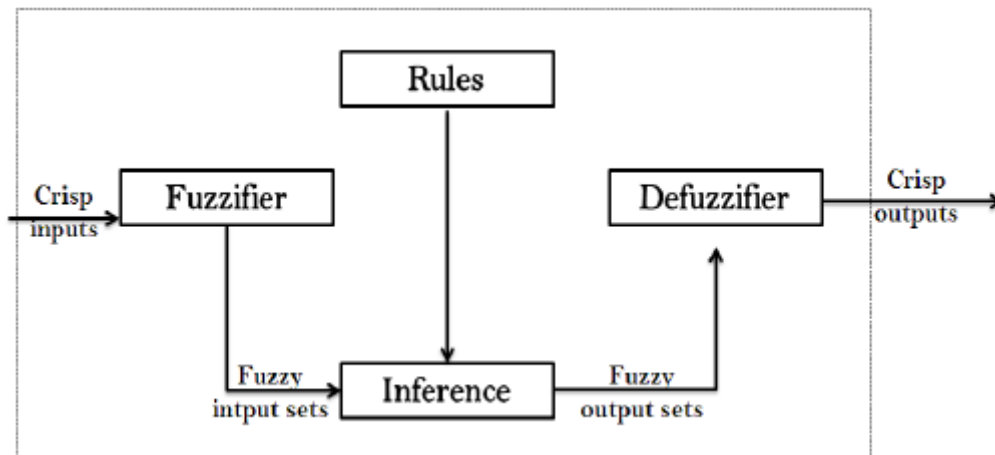 Rules
Crisp
inputs
Fuzzifier
Defuzzifier
Crisp
outputs
Fuzzy
intput sets
Inference
Fuzzy
output sets